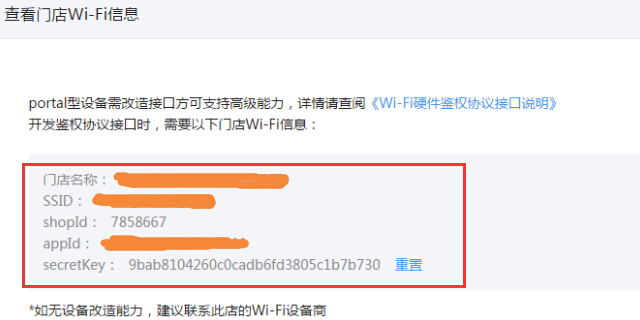 查看门店Wi-Fi信息
portal型设备需改造接口方可支持高级能力，详情请查阅《Wi-Fi硬件鉴权协议接口说明》
开发鉴权协议接口时，需要以下门店Wi-Fi信息：
门店名称：
SSID：
shopId： 7858667
appId：
secretKey： 9bab8104260c0cadb6fd3805c1b7b730 重置
*如无设备改造能力，建议联系此店的Wi-Fi设备商